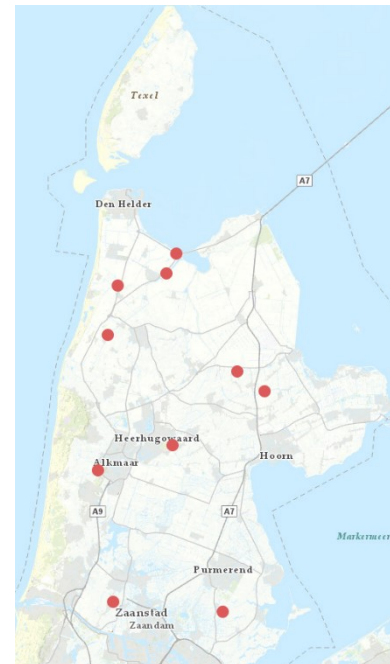 Texel
A7
Den Helder
Heerhugowaard
Alkmaar
Hoorn
A9
A7
Markermeer
Purmerend
Zaanstad
Zaandam